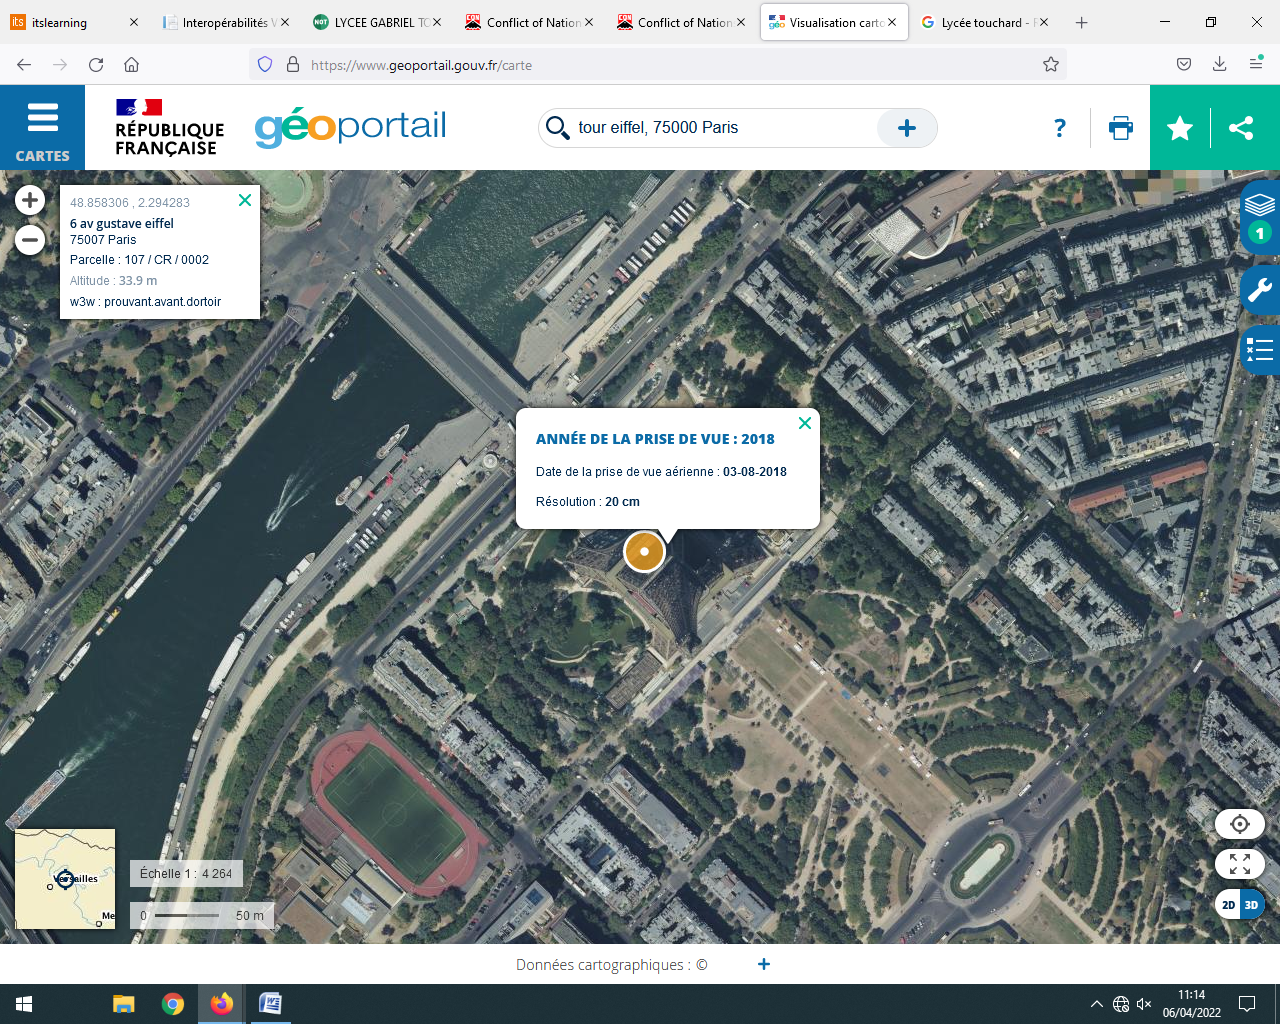 itslearning
Interopérabilités V
LYCEE GABRIEL TO
Conflict of Nation
Conflict of Nation
Visualisation carto
Lycée touchard - R
https://www.geoportail.gouv.fr/carte
CARTES
RÉPUBLIQUE
FRANÇAISE
géoportail
tour eiffel, 75000 Paris
48.858306 , 2.294283
6 av gustave eiffel
75007 Paris
Parcelle : 107 / CR / 0002
Altitude : 33.9 m
w3w : prouvant.avant.dortoir
1
ANNÉE DE LA PRISE DE VUE : 2018
Date de la prise de vue aérienne : 03-08-2018
Résolution : 20 cm
Versailles
Me
Échelle 1 : 4 264
0 50 m
2D 3D
Données cartographiques : ©
11:14
06/04/2022